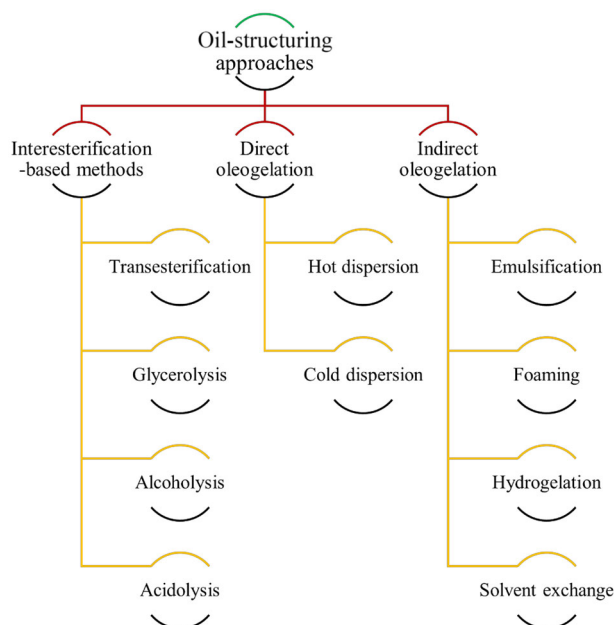 Oil-structuring
approaches
Interesterification
-based methods
Direct
oleogelation
Indirect
oleogelation
Transesterification
Hot dispersion
Emulsification
Glycerolysis
Cold dispersion
Foaming
Alcoholysis
Hydrogelation
Acidolysis
Solvent exchange